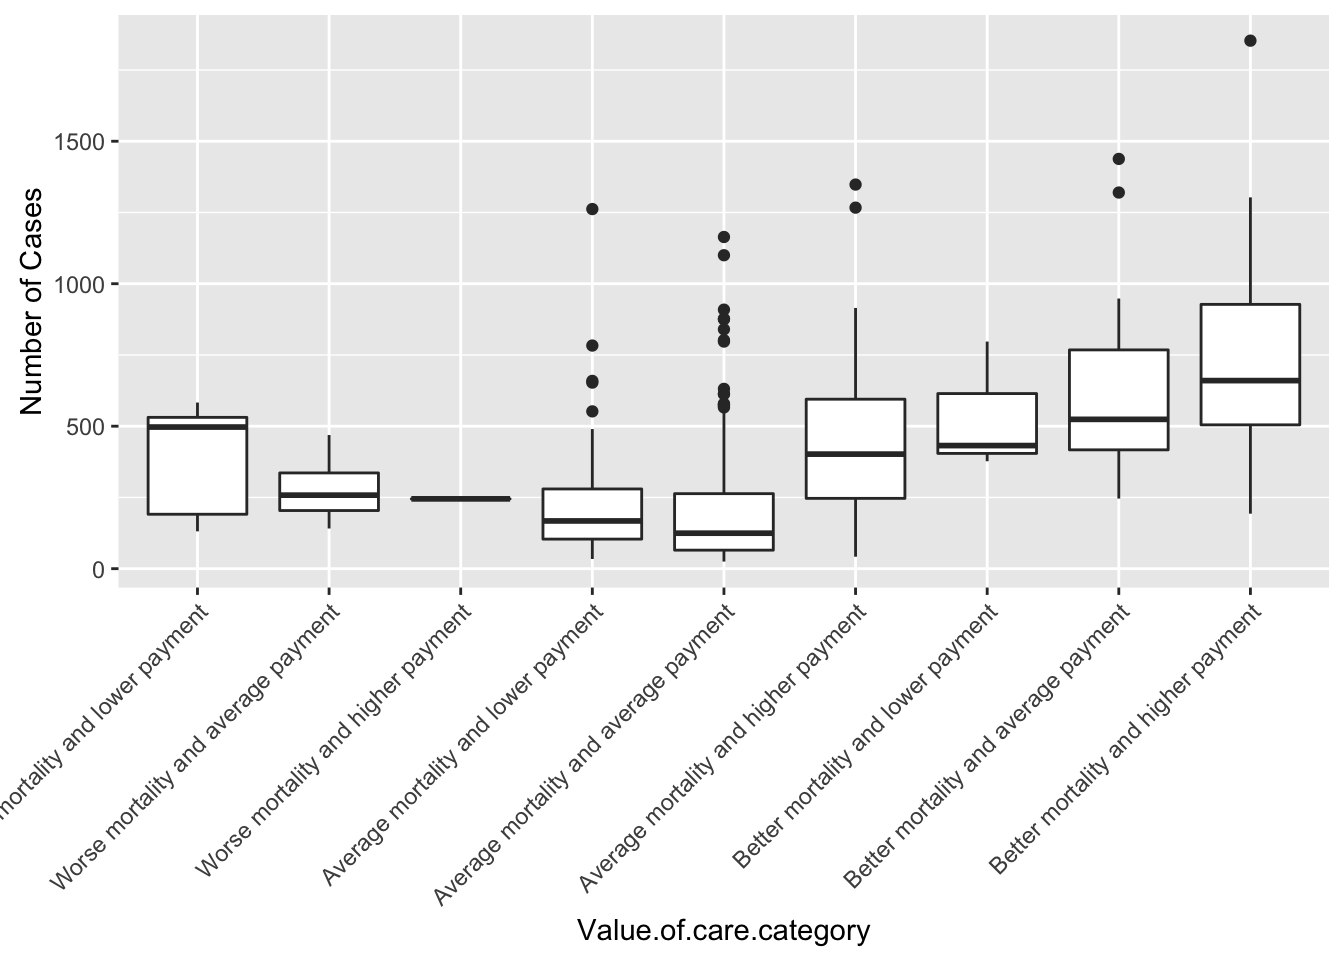 Number of Cases
1500
1000
500
0
mortality and lower payment
Worse mortality and average payment
Worse mortality and higher payment
Average mortality and lower payment
Average mortality and average payment
Average mortality and higher payment
Better mortality and lower payment
Better mortality and average payment
Better mortality and higher payment
Value.of.care.category